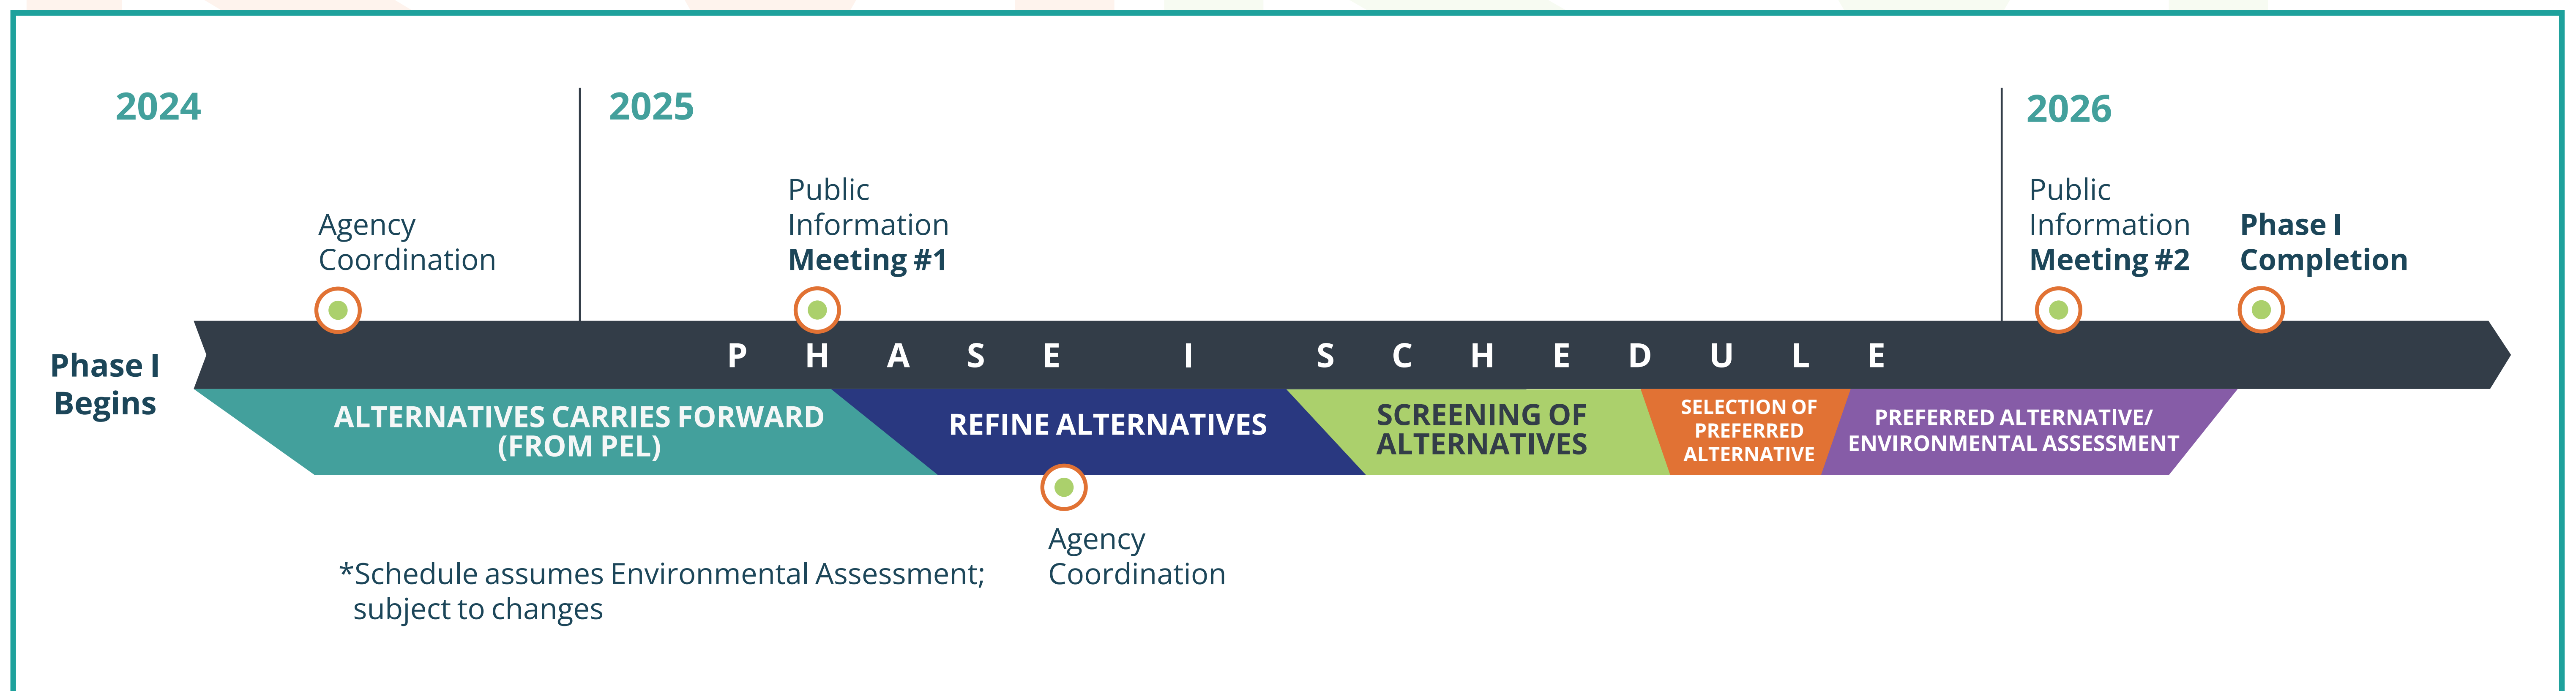 2024
2025
2026
Agency
Coordination
Public
Information
Meeting #1
Public
Information
Meeting #2
Phase I
Completion
Phase I
Begins
PHASE I SCHEDULE
ALTERNATIVES CARRIES FORWARD
(FROM PEL)
REFINE ALTERNATIVES
SCREENING OF
ALTERNATIVES
SELECTION OF
PREFERRED
ALTERNATIVE
PREFERRED ALTERNATIVE/
ENVIRONMENTAL ASSESSMENT
Agency
Coordination
*Schedule assumes Environmental Assessment;
subject to changes